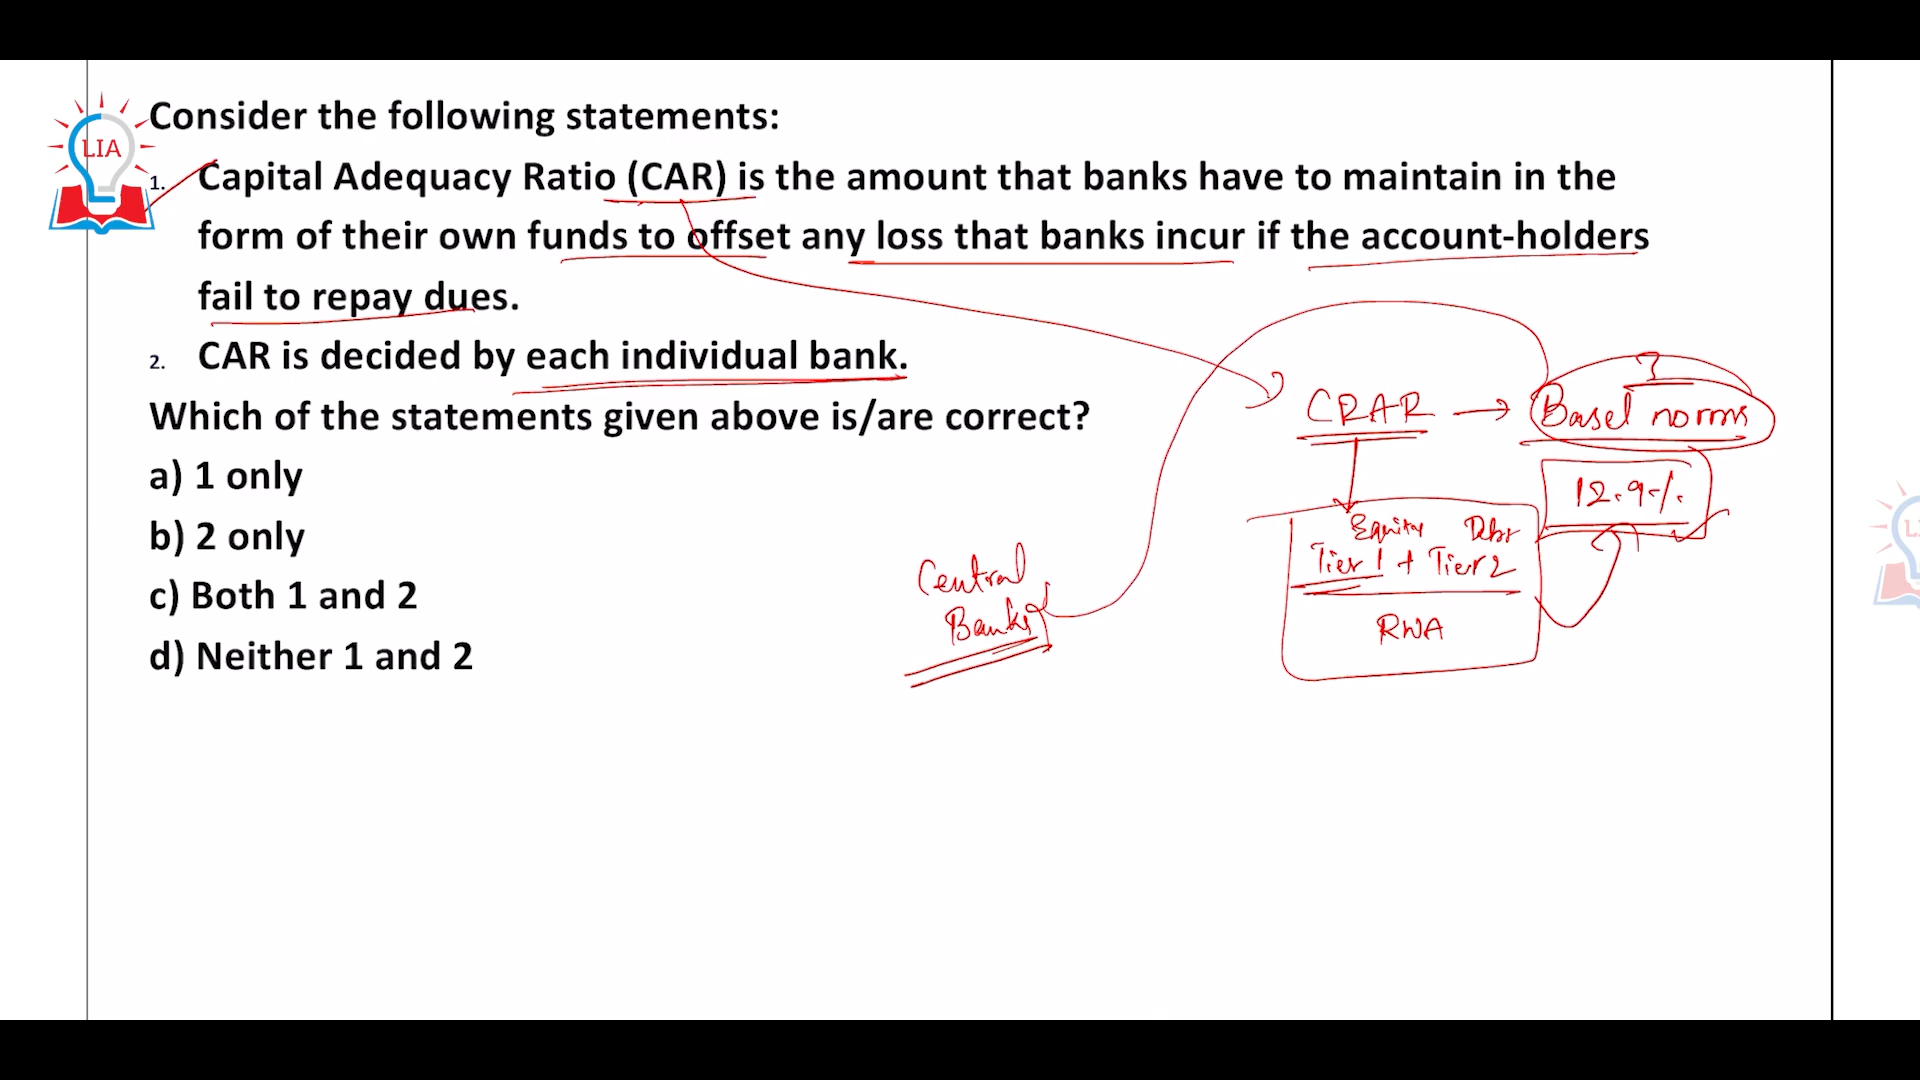 Consider the following statements:
LIA
1. Capital Adequacy Ratio (CAR) is the amount that banks have to maintain in the
form of their own funds to offset any loss that banks incur if the account-holders
fail to repay dues.
2. CAR is decided by each individual bank.
Which of the statements given above is/are correct?
a) 1 only
b) 2 only
c) Both 1 and 2
d) Neither 1 and 2
CRAR → Basel norms
12.9%
Equity Debt
Tier 1 + Tier 2
RWA
Central
Banks